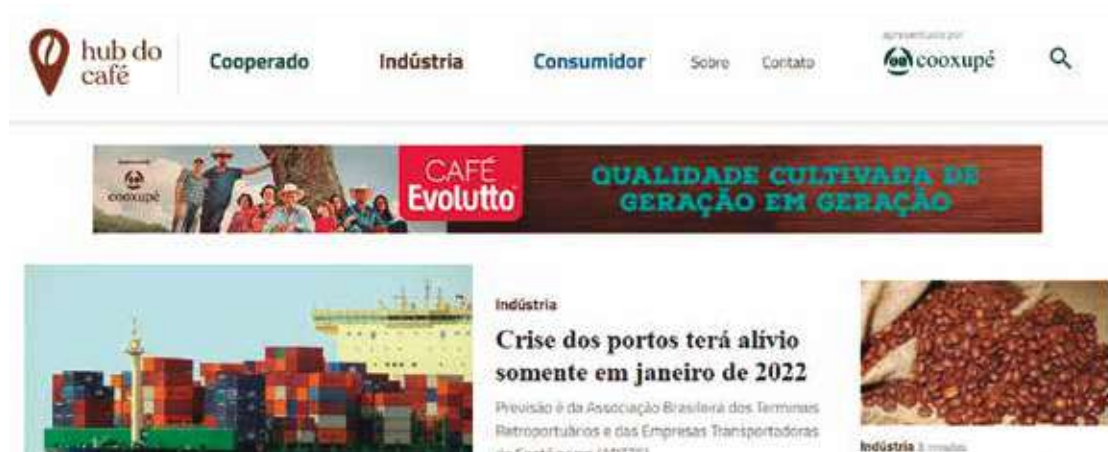 hub do
café
Cooperado
Indústria
Consumidor
Sobre
Contato
apresentado por
cooxupé
cooxupé
CAFÉ
Evolutto
QUALIDADE CULTIVADA DE
GERAÇÃO EM GERAÇÃO
Indústria
Crise dos portos terá alívio
somente em janeiro de 2022
Previsão é da Associação Brasileira dos Terminais
Retroportuários e das Empresas Transportadoras
Indústria